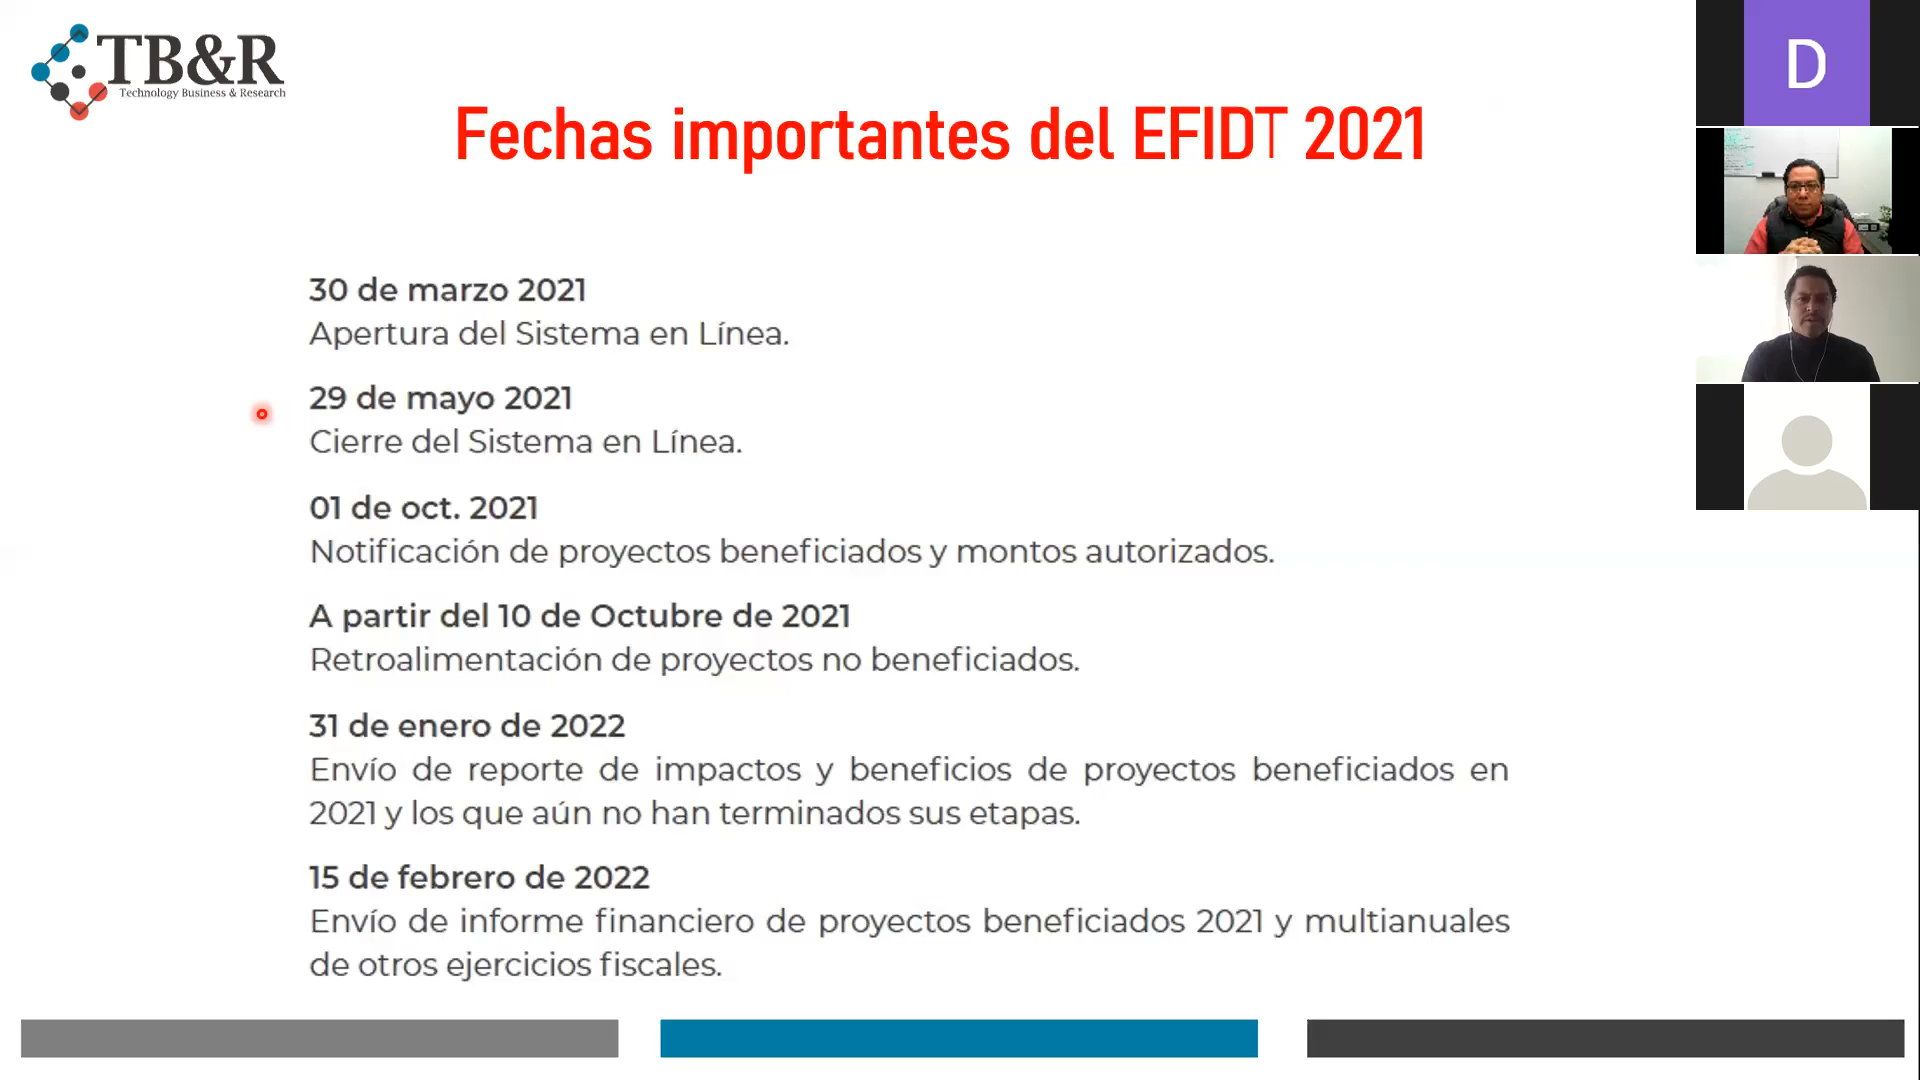 TB&R
Technology Business & Research
D
Fechas importantes del EFIDT 2021
30 de marzo 2021
Apertura del Sistema en Línea.
29 de mayo 2021
Cierre del Sistema en Línea.
01 de oct. 2021
Notificación de proyectos beneficiados y montos autorizados.
A partir del 10 de Octubre de 2021
Retroalimentación de proyectos no beneficiados.
31 de enero de 2022
Envío de reporte de impactos y beneficios de proyectos beneficiados en
2021 y los que aún no han terminados sus etapas.
15 de febrero de 2022
Envío de informe financiero de proyectos beneficiados 2021 y multianuales
de otros ejercicios fiscales.